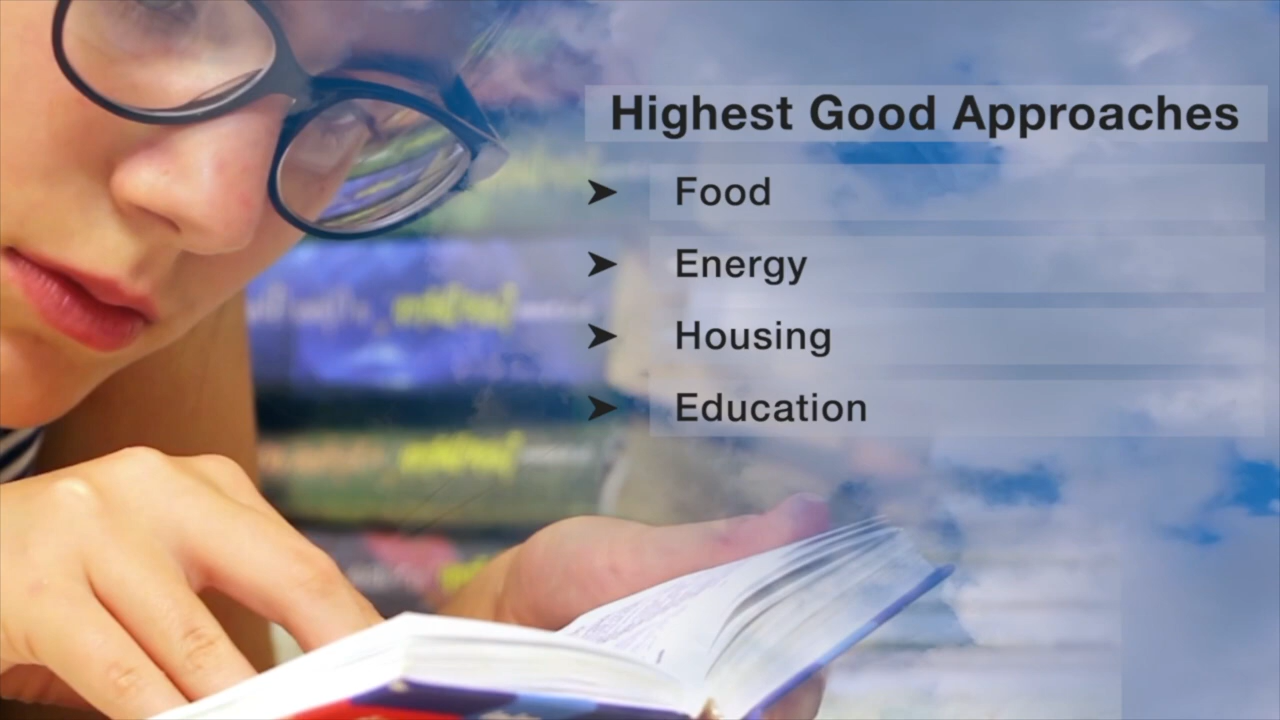 Highest Good Approaches
➤ Food
➤ Energy
➤ Housing
➤ Education